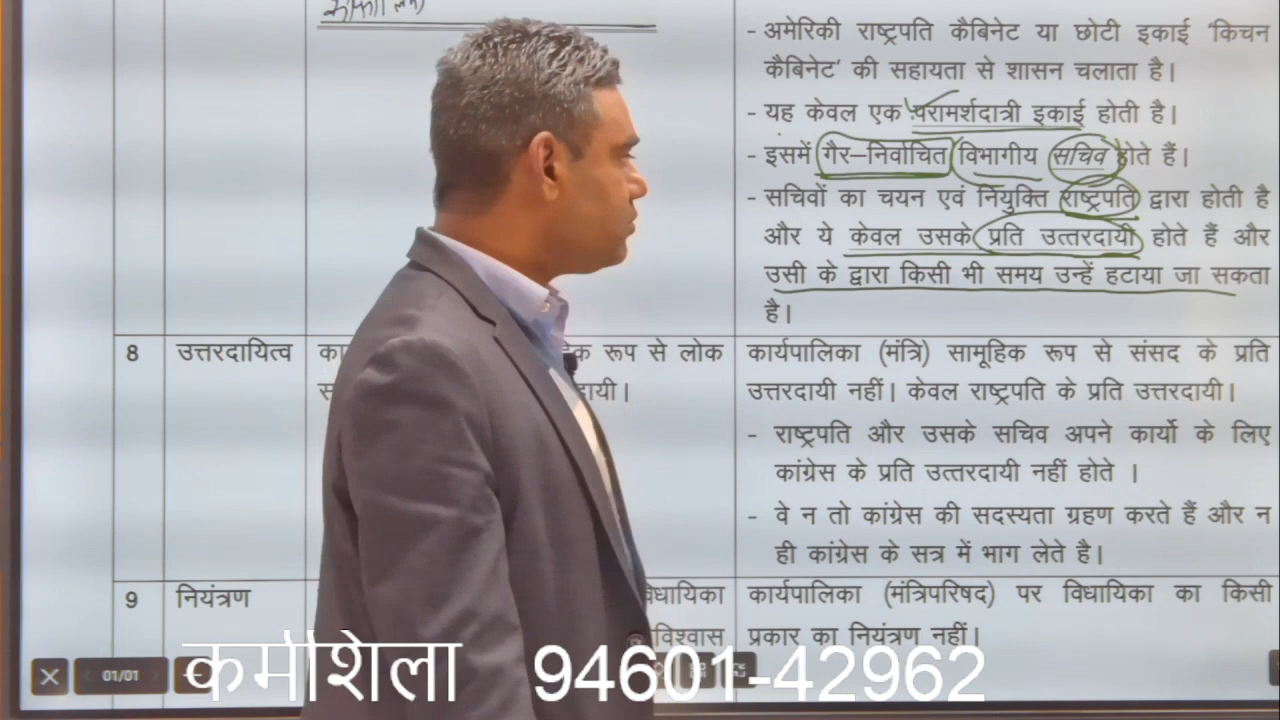 - अमेरिकी राष्ट्रपति कैबिनेट या छोटी इकाई ‘किचन
कैबिनेट’ की सहायता से शासन चलाता है।
- यह केवल एक परामर्शदात्री इकाई होती है।
- इसमें गैर–निर्वाचित विभागीय सचिव होते हैं।
- सचिवों का चयन एवं नियुक्ति राष्ट्रपति द्वारा होती है
और ये केवल उसके प्रति उत्तरदायी होते हैं और
उसी के द्वारा किसी भी समय उन्हें हटाया जा सकता
है।
8 उत्तरदायित्व
रूप से लोक
कार्यपालिका (मंत्रि) सामूहिक रूप से संसद के प्रति
उत्तरदायी नहीं। केवल राष्ट्रपति के प्रति उत्तरदायी।
- राष्ट्रपति और उसके सचिव अपने कार्यो के लिए
कांग्रेस के प्रति उत्तरदायी नहीं होते ।
- वे न तो कांग्रेस की सदस्यता ग्रहण करते हैं और न
ही कांग्रेस के सत्र में भाग लेते है।
9 नियंत्रण
कार्यपालिका (मंत्रिपरिषद) पर विधायिका का किसी
प्रकार का नियंत्रण नहीं।
01/01
कर्मशिला 94601-42962